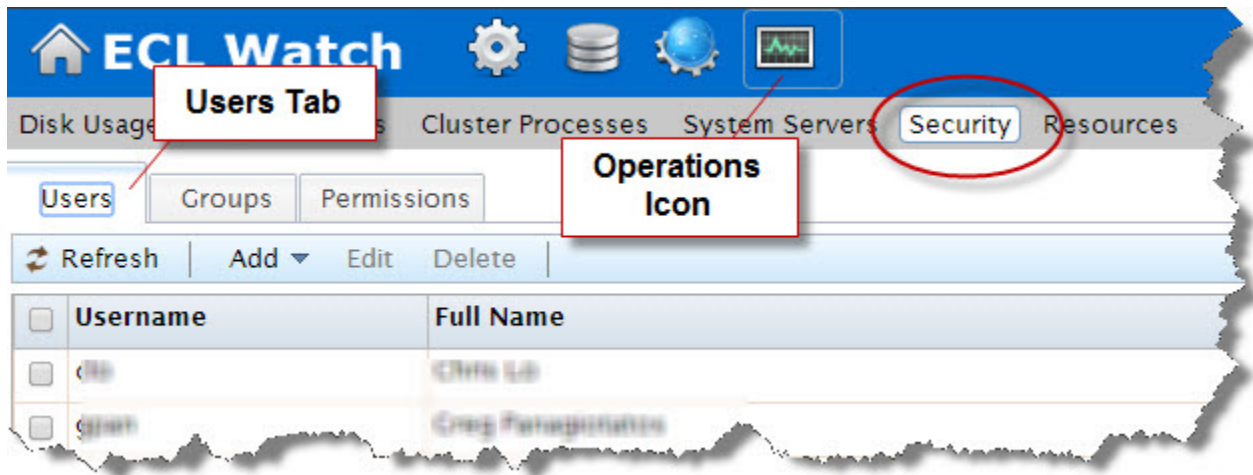 ECL Watch
Users Tab
Disk Usage s Cluster Processes System Servers Security Resources
Operations
Icon
Users Groups Permissions
Refresh Add Edit Delete
Username Full Name